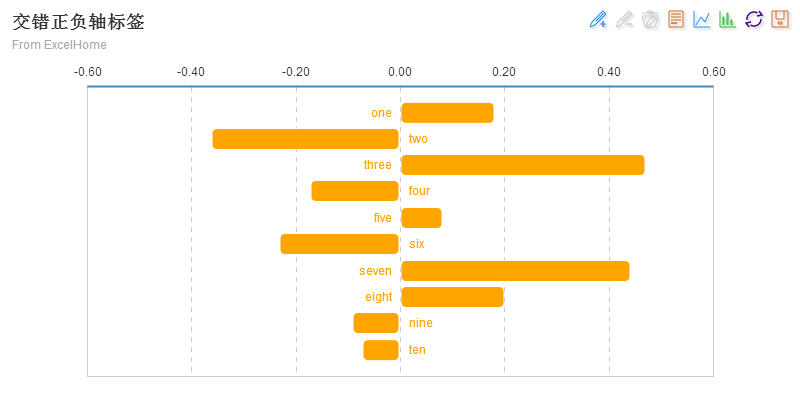 交错正负轴标签
From ExcelHome
-0.60 -0.40 -0.20 0.00 0.20 0.40 0.60
one
two
three
four
five
six
seven
eight
nine
ten